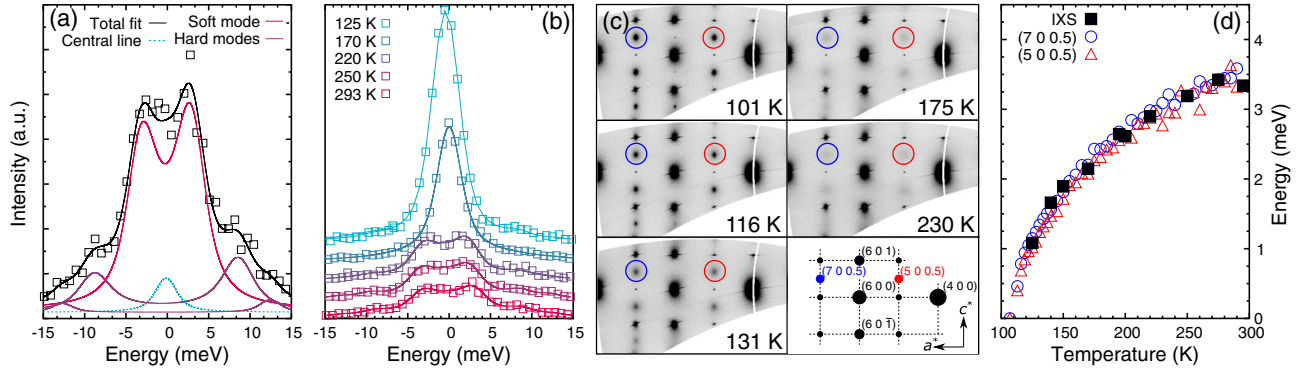 (a)
Total fit
Central line
Soft mode
Hard modes
Intensity (a.u.)
-15 -10 -5 0 5 10 15
Energy (meV)
(b)
125 K
170 K
220 K
250 K
293 K
-15 -10 -5 0 5 10 15
Energy (meV)
(c)
101 K
175 K
116 K
230 K
131 K
(6 0 1)
(7 0 0.5)
(5 0 0.5)
(6 0 0)
(4 0 0)
(6 0 1̅)
c*
a*
(d)
IXS
(7 0 0.5)
(5 0 0.5)
4
3
2
1
0
Energy (meV)
100 150 200 250 300
Temperature (K)